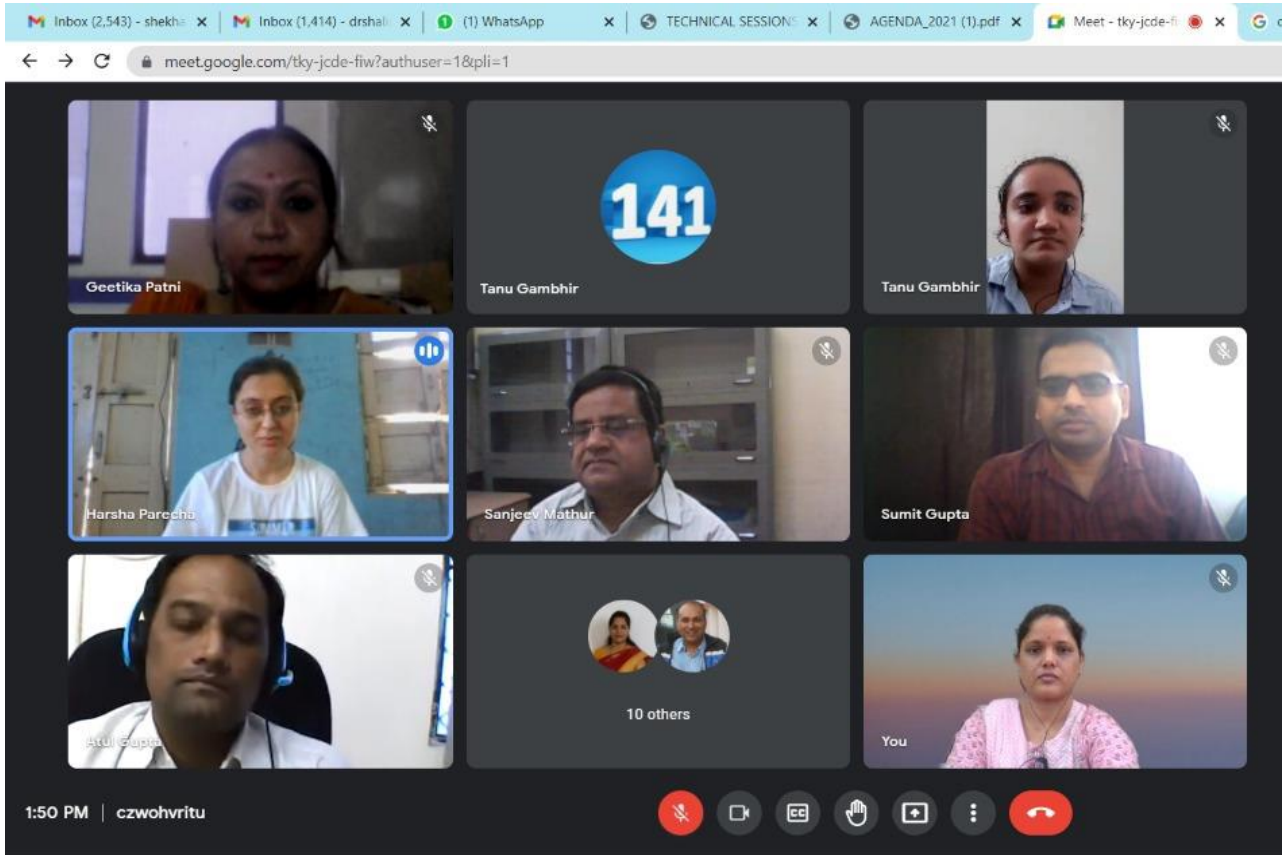 Inbox (2,543) - shekha
Inbox (1,414) - drshal
(1) WhatsApp
TECHNICAL SESSIONS
AGENDA_2021 (1).pdf
Meet - tky-jcde-fi
meet.google.com/tky-jcde-fiw?authuser=1&pli=1
Geetika Patni
141
Tanu Gambhir
Tanu Gambhir
Harsha Parecha
Sanjeev Mathur
Sumit Gupta
Atul Gupta
10 others
You
1:50 PM | czwohvritu
CC